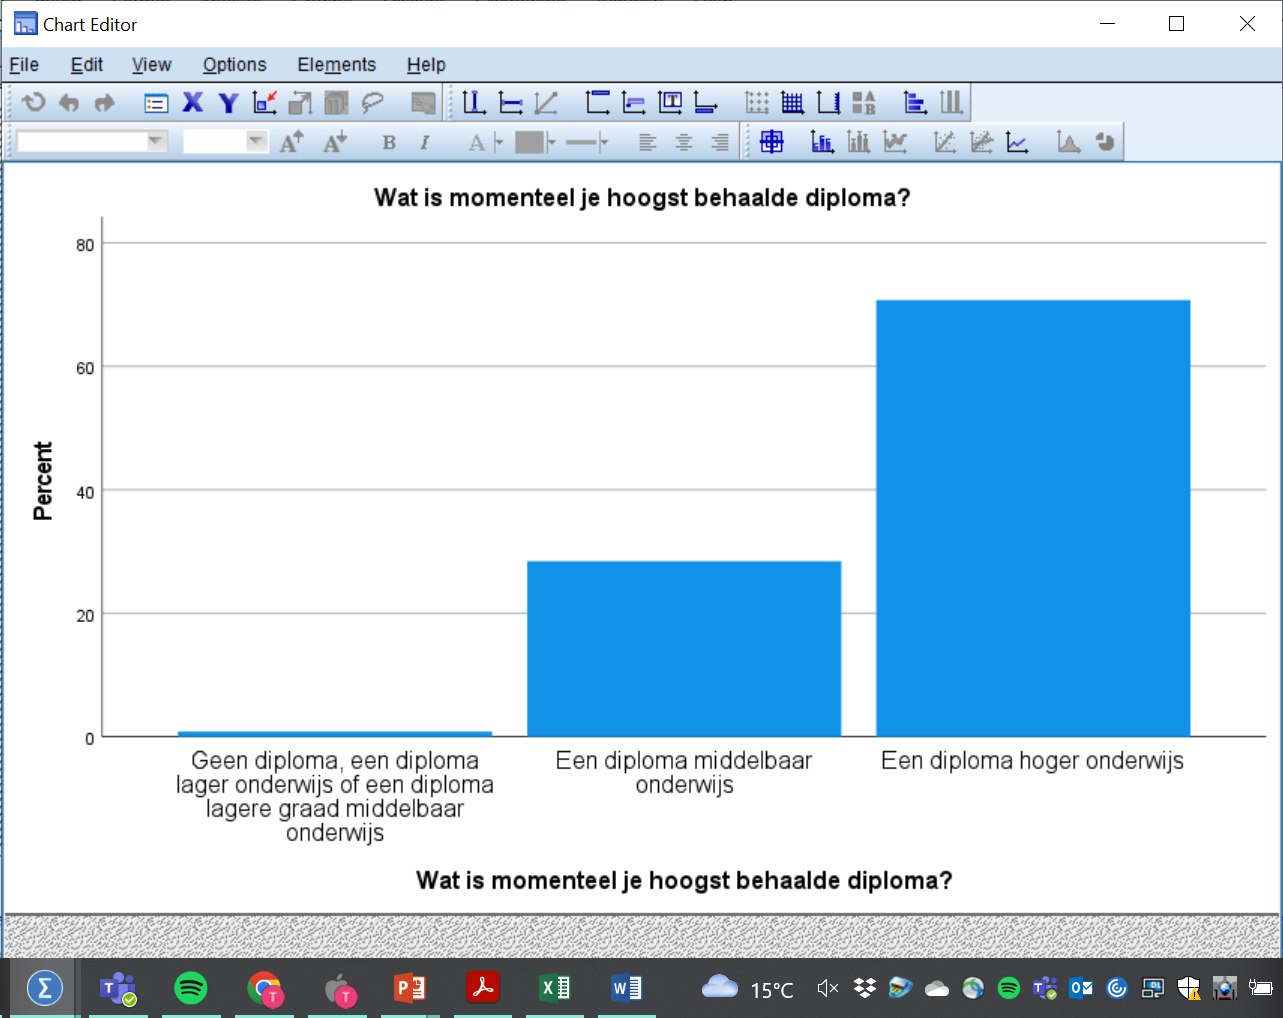 Chart Editor
File Edit View Options Elements Help
Wat is momenteel je hoogst behaalde diploma?
80
60
40
20
0
Percent
Geen diploma, een diploma
lager onderwijs of een diploma
lagere graad middelbaar
onderwijs
Een diploma middelbaar
onderwijs
Een diploma hoger onderwijs
Wat is momenteel je hoogst behaalde diploma?
15°C